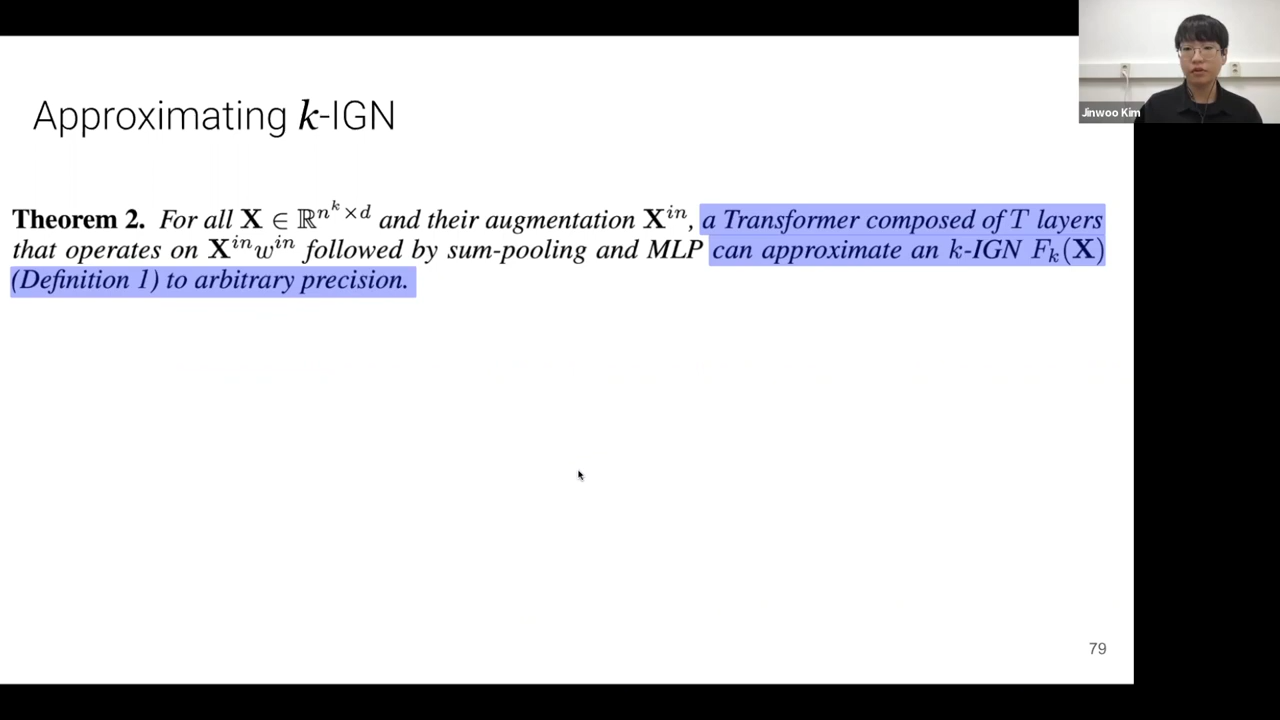 Approximating k-IGN
Theorem 2. For all X ∈ ℝ^{n^k×d} and their augmentation X^{in}, a Transformer composed of T layers
that operates on X^{in}w^{in} followed by sum-pooling and MLP can approximate an k-IGN F_k(X)
(Definition 1) to arbitrary precision.
79
Jinwoo Kim